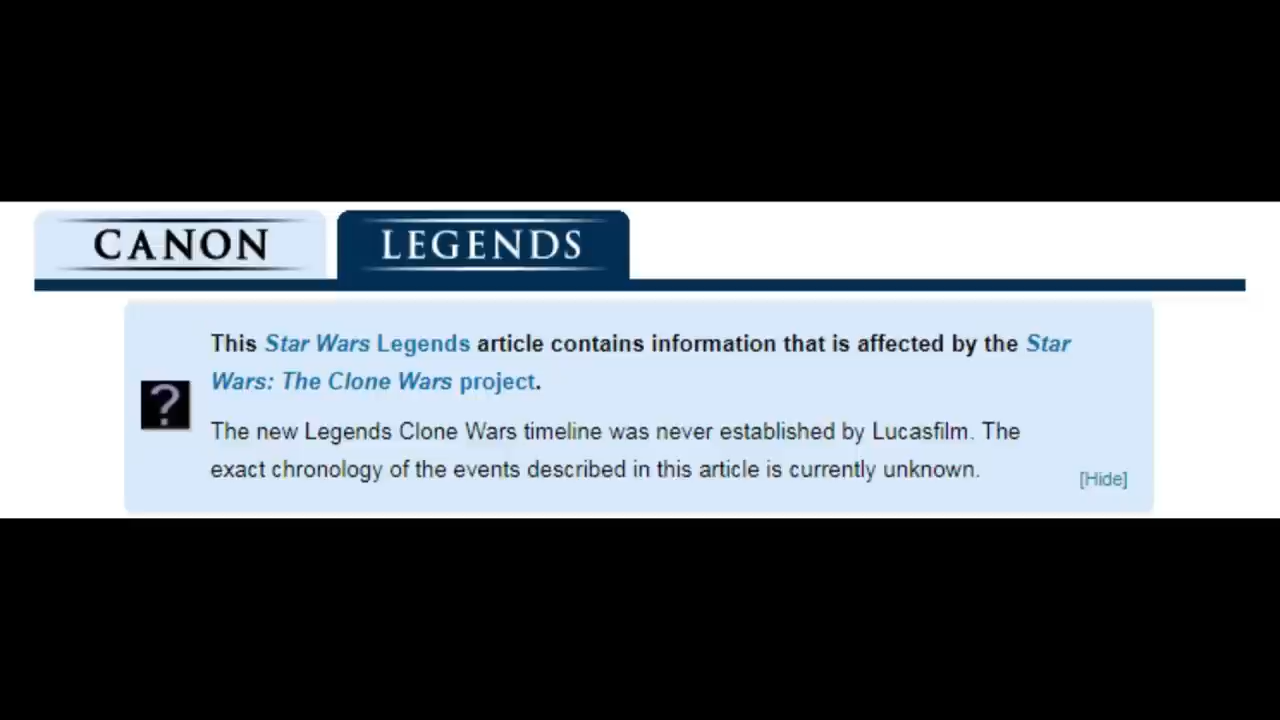 CANON LEGENDS
This Star Wars Legends article contains information that is affected by the Star
Wars: The Clone Wars project.
?
The new Legends Clone Wars timeline was never established by Lucasfilm. The
exact chronology of the events described in this article is currently unknown.
[Hide]